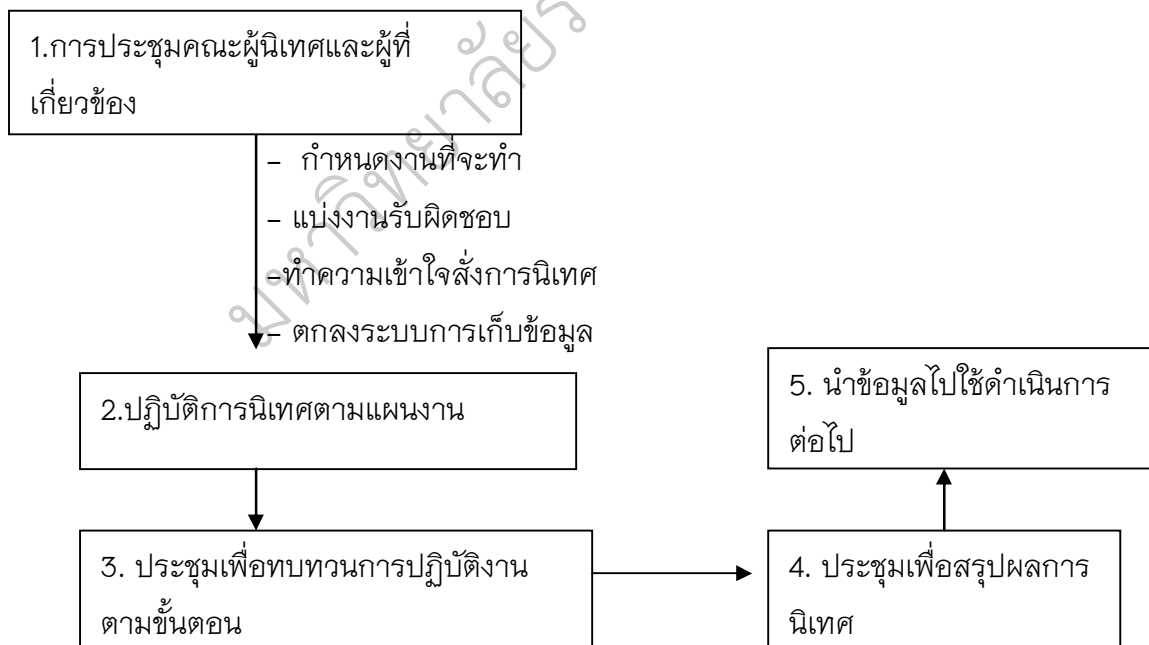 1.การประชุมคณะผู้นิเทศและผู้ที่
เกี่ยวข้อง
– กำหนดงานที่จะทำ
– แบ่งงานรับผิดชอบ
–ทำความเข้าใจสั่งการนิเทศ
– ตกลงระบบการเก็บข้อมูล
2.ปฏิบัติการนิเทศตามแผนงาน
3. ประชุมเพื่อทบทวนการปฏิบัติงาน
ตามขั้นตอน
4. ประชุมเพื่อสรุปผลการ
นิเทศ
5. นำข้อมูลไปใช้ดำเนินการ
ต่อไป
มหาวิทยาลัยร